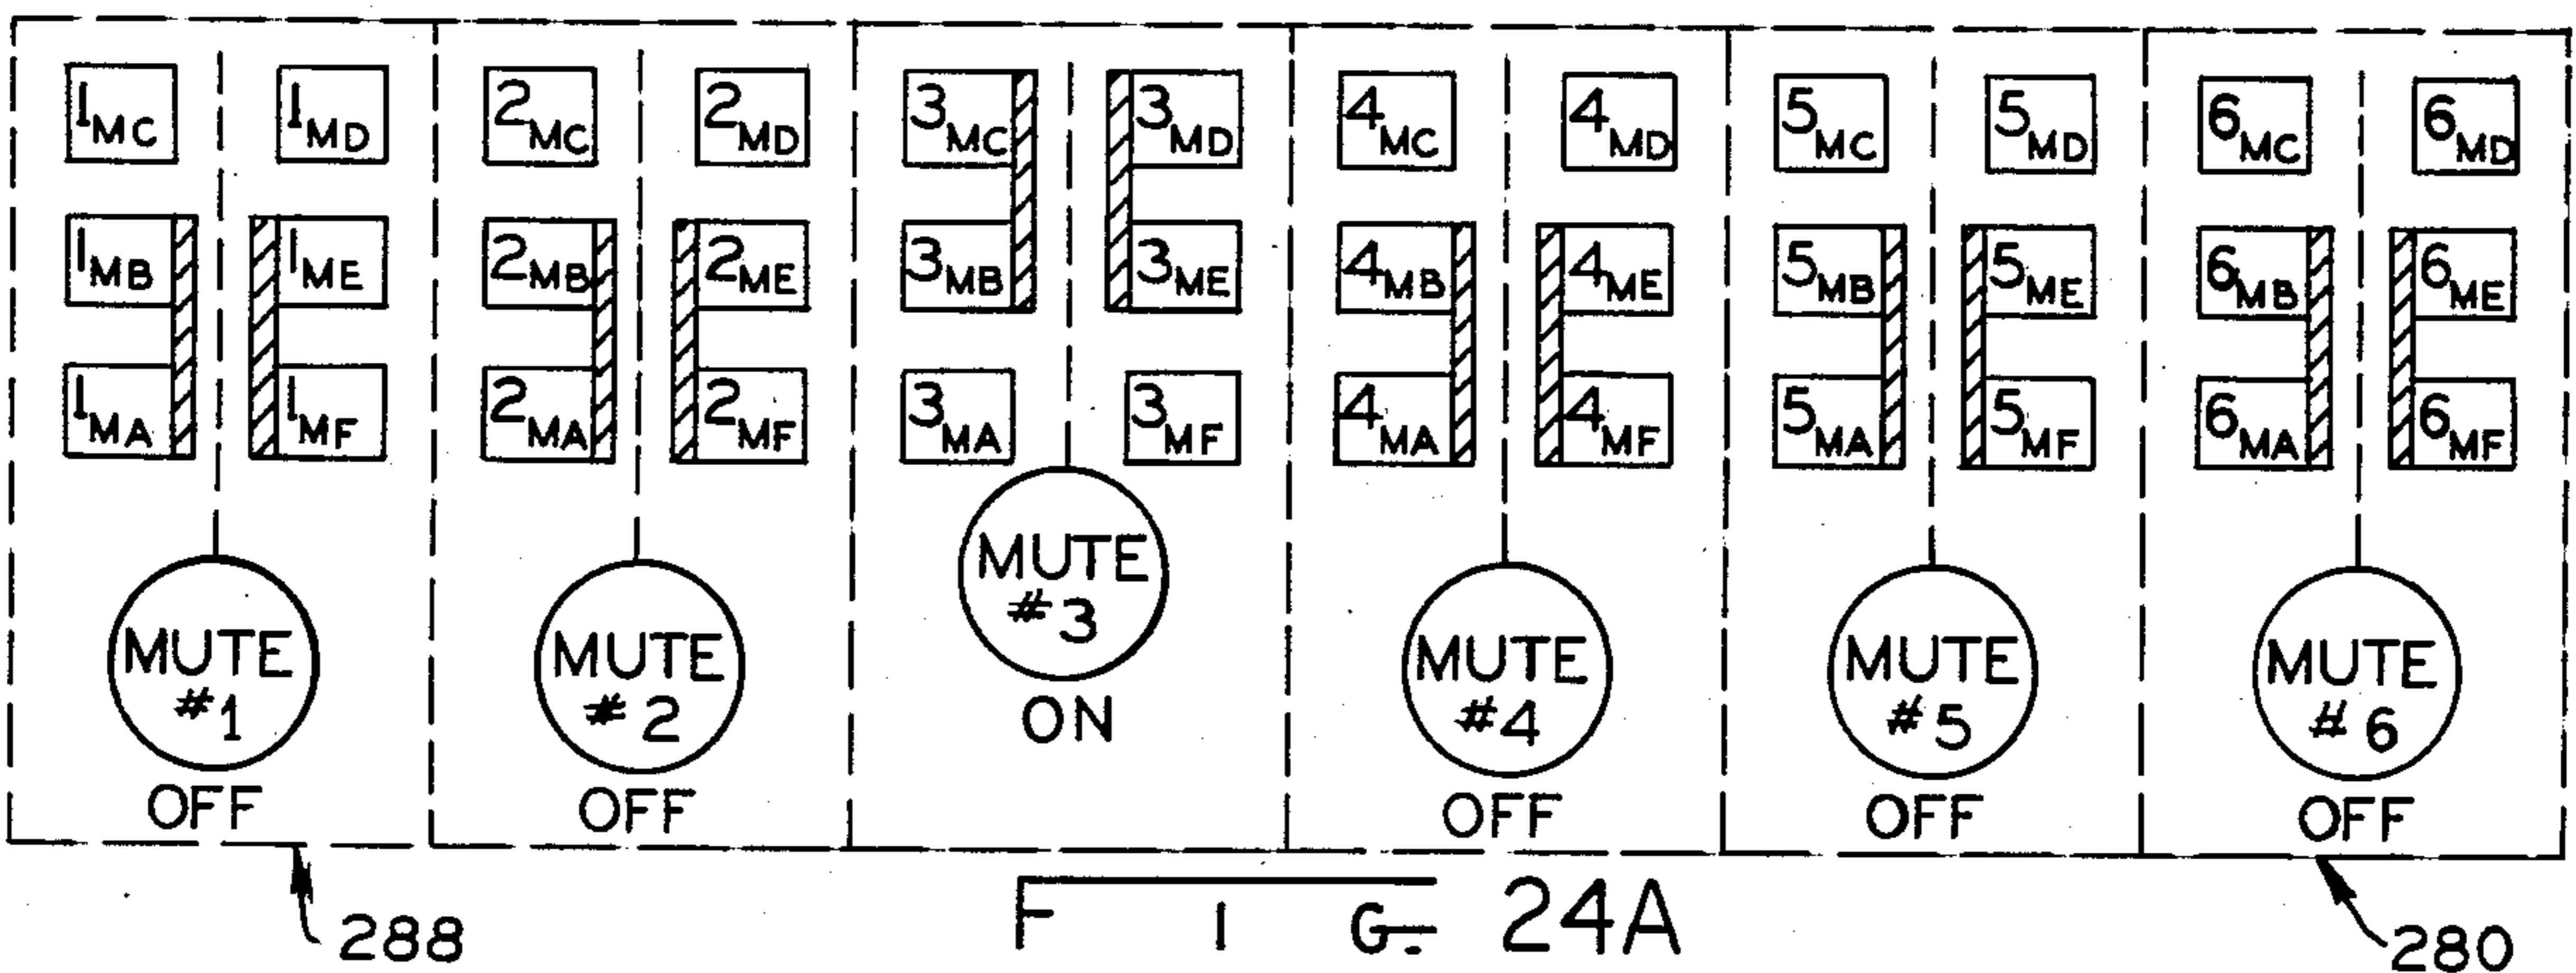 1MC 1MD 2MC 2MD 3MC 3MD 4MC 4MD 5MC 5MD 6MC 6MD
1MB 1ME 2MB 2ME 3MB 3ME 4MB 4ME 5MB 5ME 6MB 6ME
1MA 1MF 2MA 2MF 3MA 3MF 4MA 4MF 5MA 5MF 6MA 6MF
MUTE
#1
OFF
MUTE
#2
OFF
MUTE
#3
ON
MUTE
#4
OFF
MUTE
#5
OFF
MUTE
#6
OFF
288
FIG. 24A
280